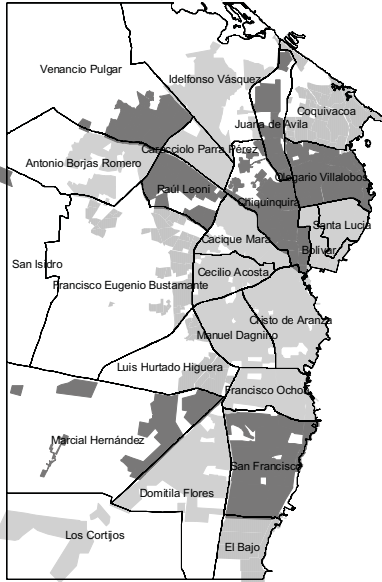 Venancio Pulgar
Idelfonso Vásquez
Coquivacoa
Juana de Avila
Caracciolo Parra Pérez
Antonio Borjas Romero
Olegario Villalobos
Raúl Leoni
Chiquinquirá
Santa Lucia
Cacique Mara
Bolivar
San Isidro
Cecilio Acosta
Francisco Eugenio Bustamante
Cristo de Aranza
Manuel Dagnino
Luis Hurtado Higuera
Francisco Ochoa
Marcial Hernández
San Francisco
Domitila Flores
Los Cortijos
El Bajo